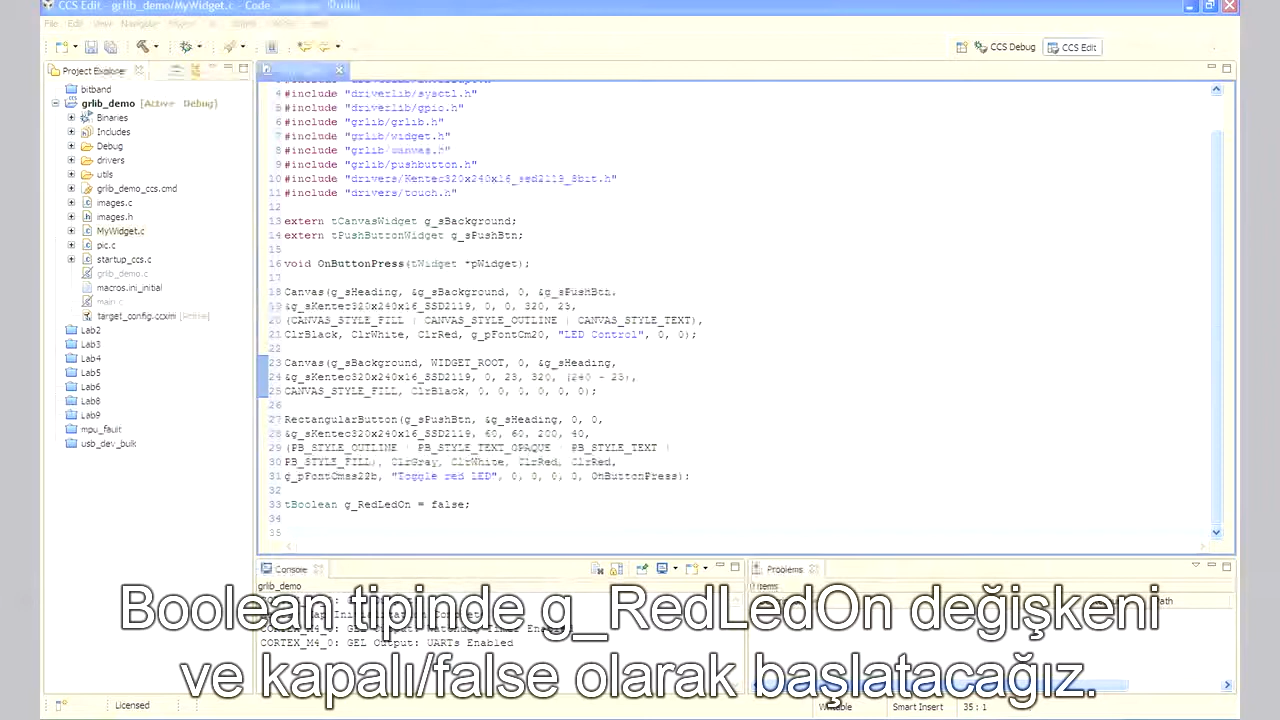 CCS Edit - grlib_demo/MyWidget.c - Code
File Edit View Navigate
CCS Debug
CCS Edit
Project Explorer
bitband
grlib_demo [Active - Debug]
Binaries
Includes
Debug
drivers
utils
grlib_demo_ccs.cmd
images.c
images.h
MyWidget.c
pic.c
startup_ccs.c
grlib_demo.c
macros.ini_initial
main.c
target_config.ccxml [Active]
Lab2
Lab3
Lab4
Lab5
Lab6
Lab8
Lab9
mpu_fault
usb_dev_bulk
4 #include "driverlib/sysctl.h"
5 #include "driverlib/gpio.h"
6 #include "grlib/grlib.h"
7 #include "grlib/widget.h"
8 #include "grlib/canvas.h"
9 #include "grlib/pushbutton.h"
10 #include "drivers/Kentec320x240x16_ssd2119_8bit.h"
11 #include "drivers/touch.h"
12
13 extern tCanvasWidget g_sBackground;
14 extern tPushButtonWidget g_sPushBtn;
15
16 void OnButtonPress(tWidget *pWidget);
17
18 Canvas(g_sHeading, &g_sBackground, 0, &g_sPushBtn,
19 &g_sKentec320x240x16_SSD2119, 0, 0, 320, 23,
20 (CANVAS_STYLE_FILL | CANVAS_STYLE_OUTLINE | CANVAS_STYLE_TEXT),
21 ClrBlack, ClrWhite, ClrRed, g_pFontCm20, "LED Control", 0, 0);
22
23 Canvas(g_sBackground, WIDGET_ROOT, 0, &g_sHeading,
24 &g_sKentec320x240x16_SSD2119, 0, 23, 320, (240 - 23),
25 CANVAS_STYLE_FILL, ClrBlack, 0, 0, 0, 0, 0, 0);
26
27 RectangularButton(g_sPushBtn, &g_sHeading, 0, 0,
28 &g_sKentec320x240x16_SSD2119, 60, 60, 200, 40,
29 (PB_STYLE_OUTLINE | PB_STYLE_TEXT_OPAQUE | PB_STYLE_TEXT |
30 PB_STYLE_FILL), ClrGray, ClrWhite, ClrRed, ClrRed,
31 g_pFontCmss22b, "Toggle red LED", 0, 0, 0, 0, OnButtonPress);
32
33 tBoolean g_RedLedOn = false;
34
35
Console
Problems
grlib_demo
CORTEX_M4_0: GEL Output: UARTs Enabled
Boolean tipinde g_RedLedOn değişkeni
ve kapalı/false olarak başlatacağız.
Licensed
Writable
Smart Insert
35 : 1